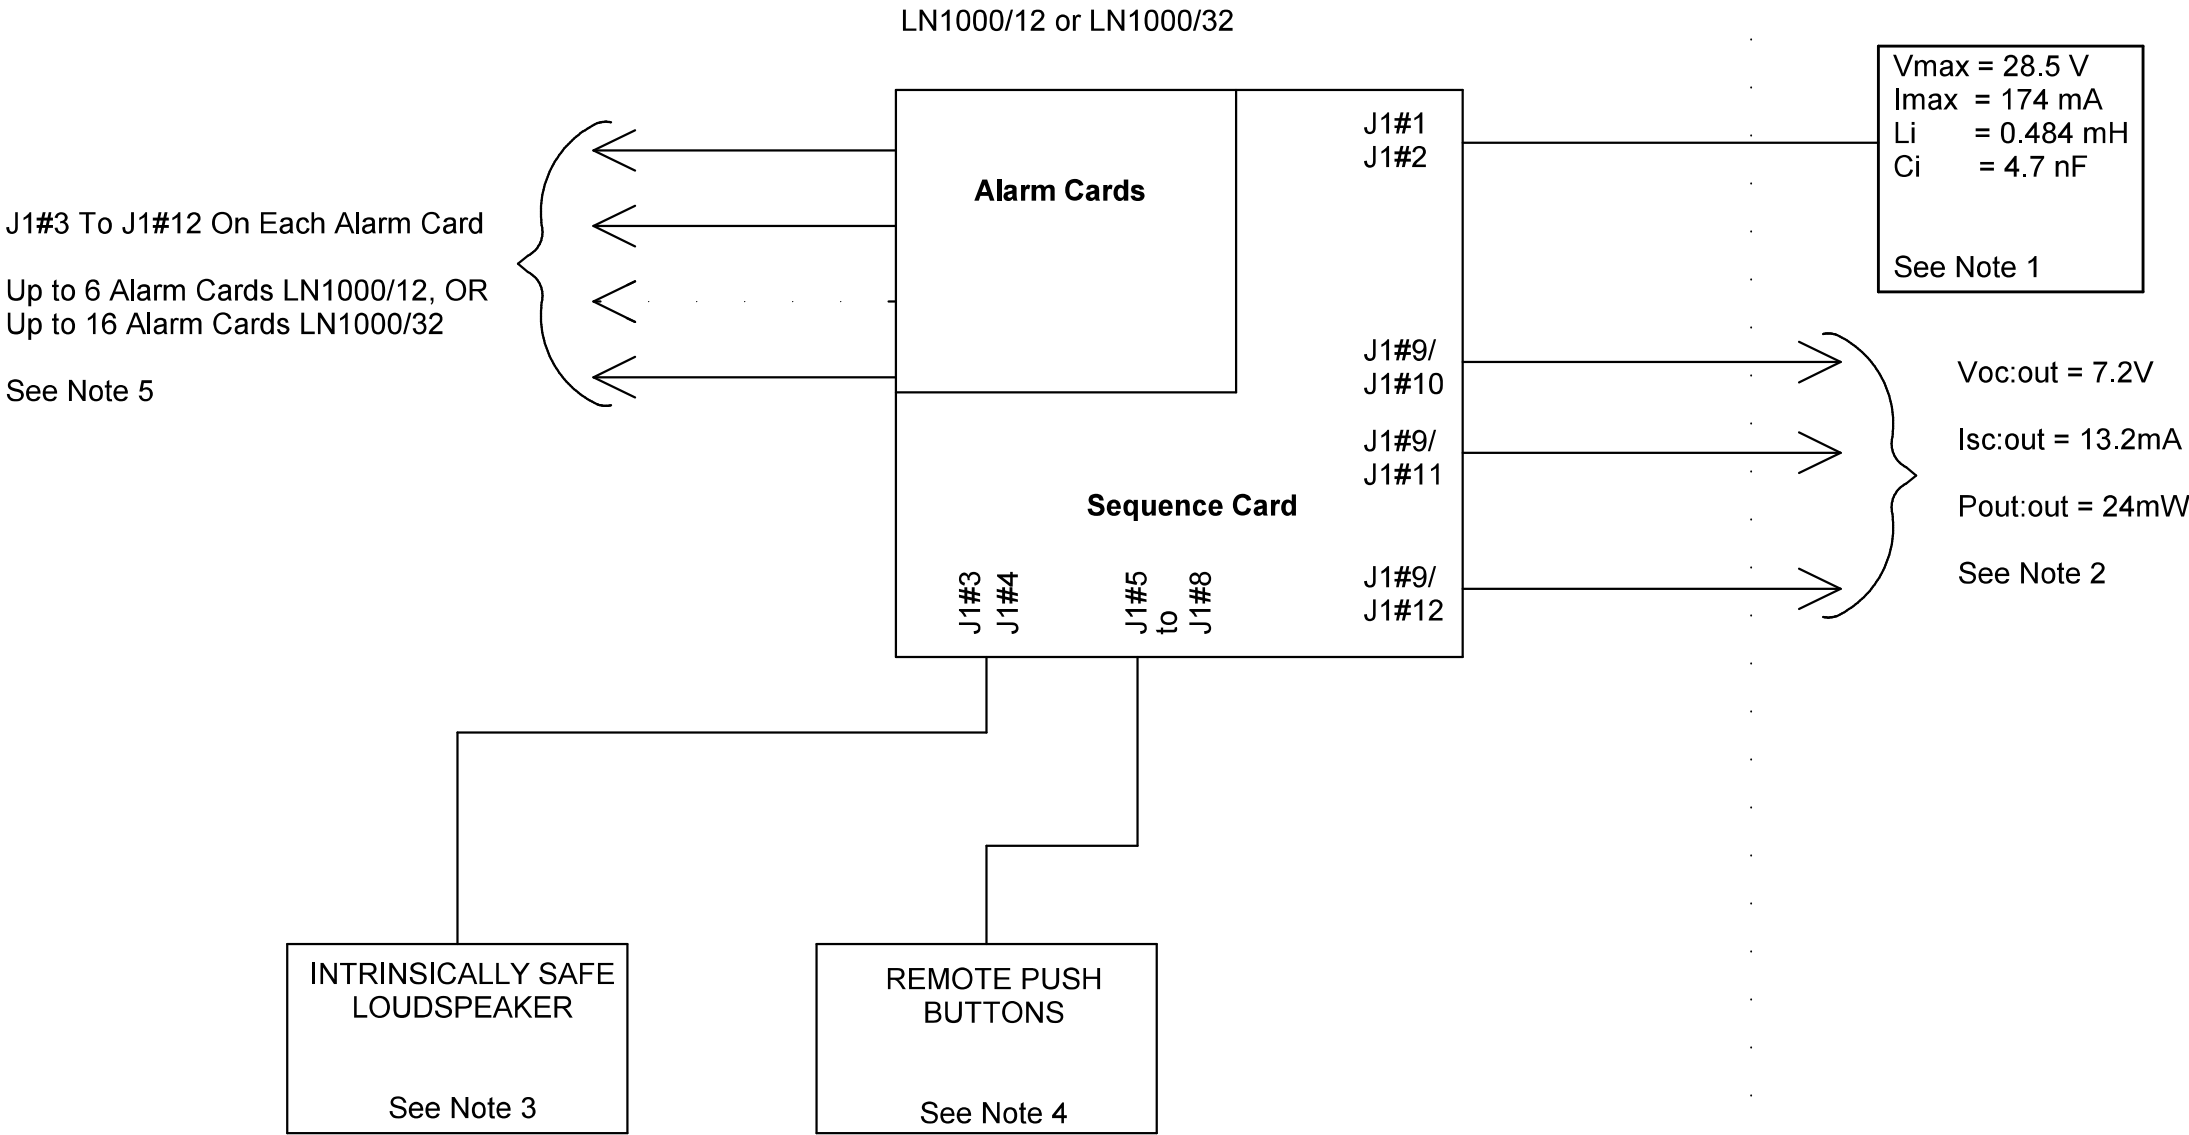 LN1000/12 or LN1000/32
Vmax = 28.5 V
Imax = 174 mA
Li = 0.484 mH
Ci = 4.7 nF
See Note 1
J1#1
J1#2
Alarm Cards
J1#3 To J1#12 On Each Alarm Card
Up to 6 Alarm Cards LN1000/12, OR
Up to 16 Alarm Cards LN1000/32
See Note 5
J1#9/
J1#10
J1#9/
J1#11
Sequence Card
J1#9/
J1#12
Voc:out = 7.2V
Isc:out = 13.2mA
Pout:out = 24mW
See Note 2
J1#3
J1#4
J1#5
to
J1#8
INTRINSICALLY SAFE
LOUDSPEAKER
See Note 3
REMOTE PUSH
BUTTONS
See Note 4